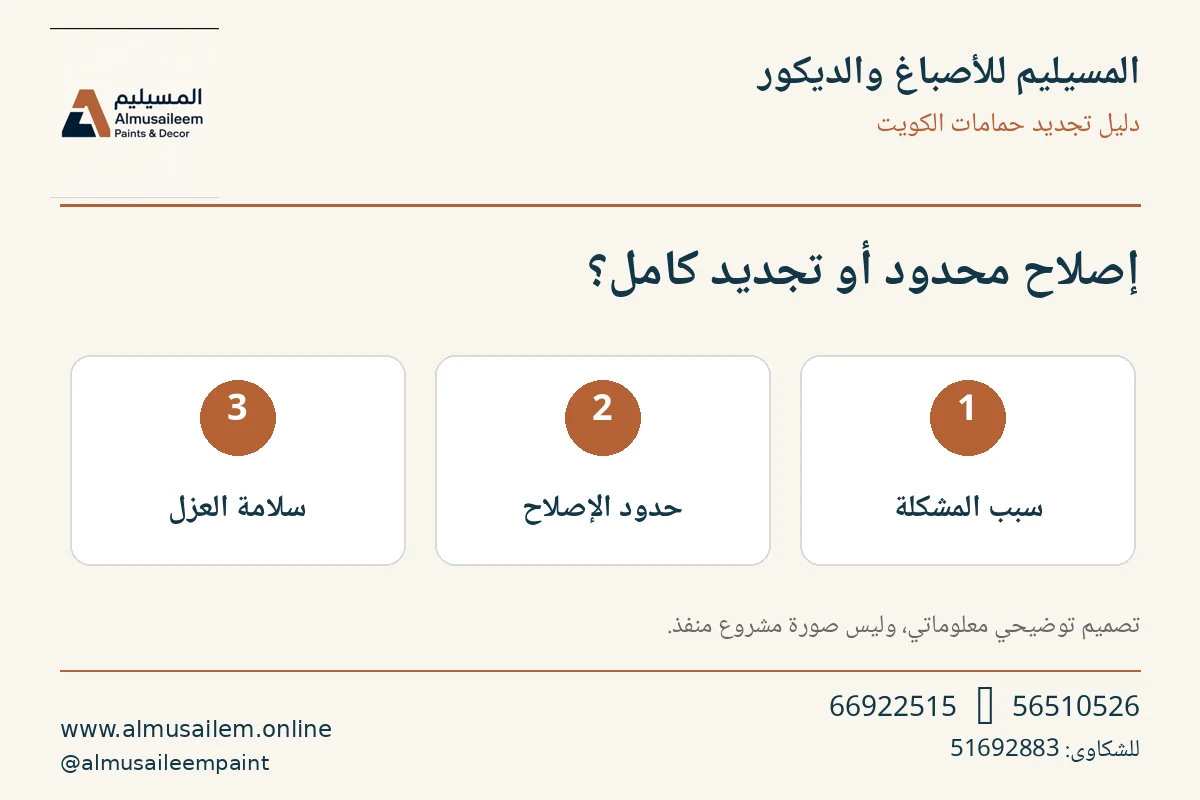 المسيليم للأصباغ والديكور
دليل تجديد حمامات الكويت
المسيليم
Almusaileem
Paints & Decor
إصلاح محدود أو تجديد كامل؟
1
سبب المشكلة
2
حدود الإصلاح
3
سلامة العزل
تصميم توضيحي معلوماتي، وليس صورة مشروع منفذ.
56510526 66922515
للشكاوى: 51692883
www.almusailem.online
@almusaileempaint